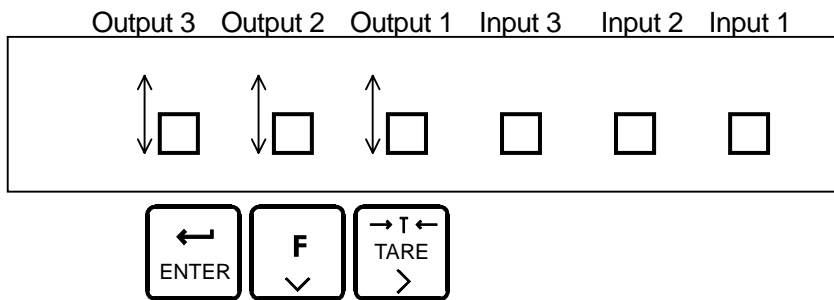 Output 3 Output 2 Output 1 Input 3 Input 2 Input 1
ENTER
F
→ T ←
TARE